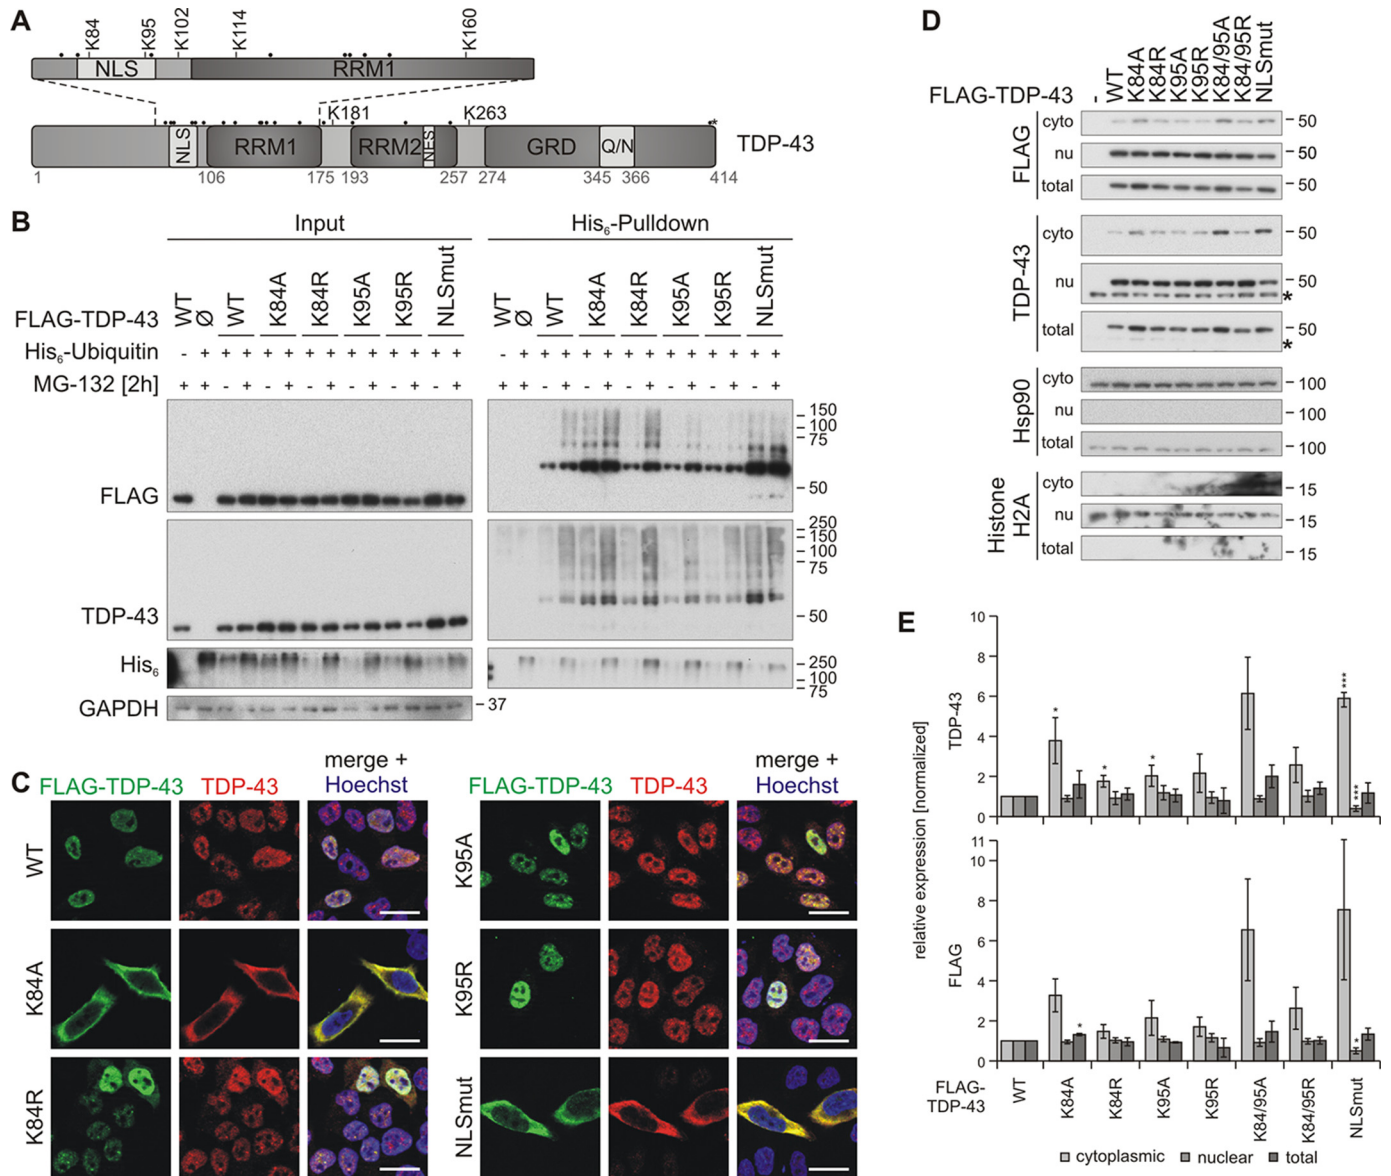 A
K84
K95
K102
K114
K160
NLS
RRM1
K181
K263
NLS
RRM1
RRM2
NES
GRD
Q/N
*
TDP-43
1
106
175
193
257
274
345
366
414
B
Input
His6-Pulldown
FLAG-TDP-43
WT Ø WT K84A K84R K95A K95R NLSmut
WT Ø WT K84A K84R K95A K95R NLSmut
His6-Ubiquitin
- + + + + + + + + + + + + +
- + + + + + + + + + + + + +
MG-132 [2h]
+ + - + - + - + - + - + - +
+ + - + - + - + - + - + - +
FLAG
150
100
75
50
TDP-43
250
150
100
75
50
His6
250
100
75
GAPDH
37
C
FLAG-TDP-43 TDP-43 merge + Hoechst
FLAG-TDP-43 TDP-43 merge + Hoechst
WT
K84A
K84R
K95A
K95R
NLSmut
D
FLAG-TDP-43
- WT K84A K84R K95A K95R K84/95A K84/95R NLSmut
FLAG
cyto 50
nu 50
total 50
TDP-43
cyto 50
nu 50
*
total 50
*
Hsp90
cyto 100
nu 100
total 100
Histone H2A
cyto 15
nu 15
total 15
E
relative expression [normalized]
TDP-43
10
8
6
4
2
0
* * * *** ***
FLAG
11
10
8
6
4
2
0
* *
FLAG-TDP-43
WT K84A K84R K95A K95R K84/95A K84/95R NLSmut
cytoplasmic nuclear total